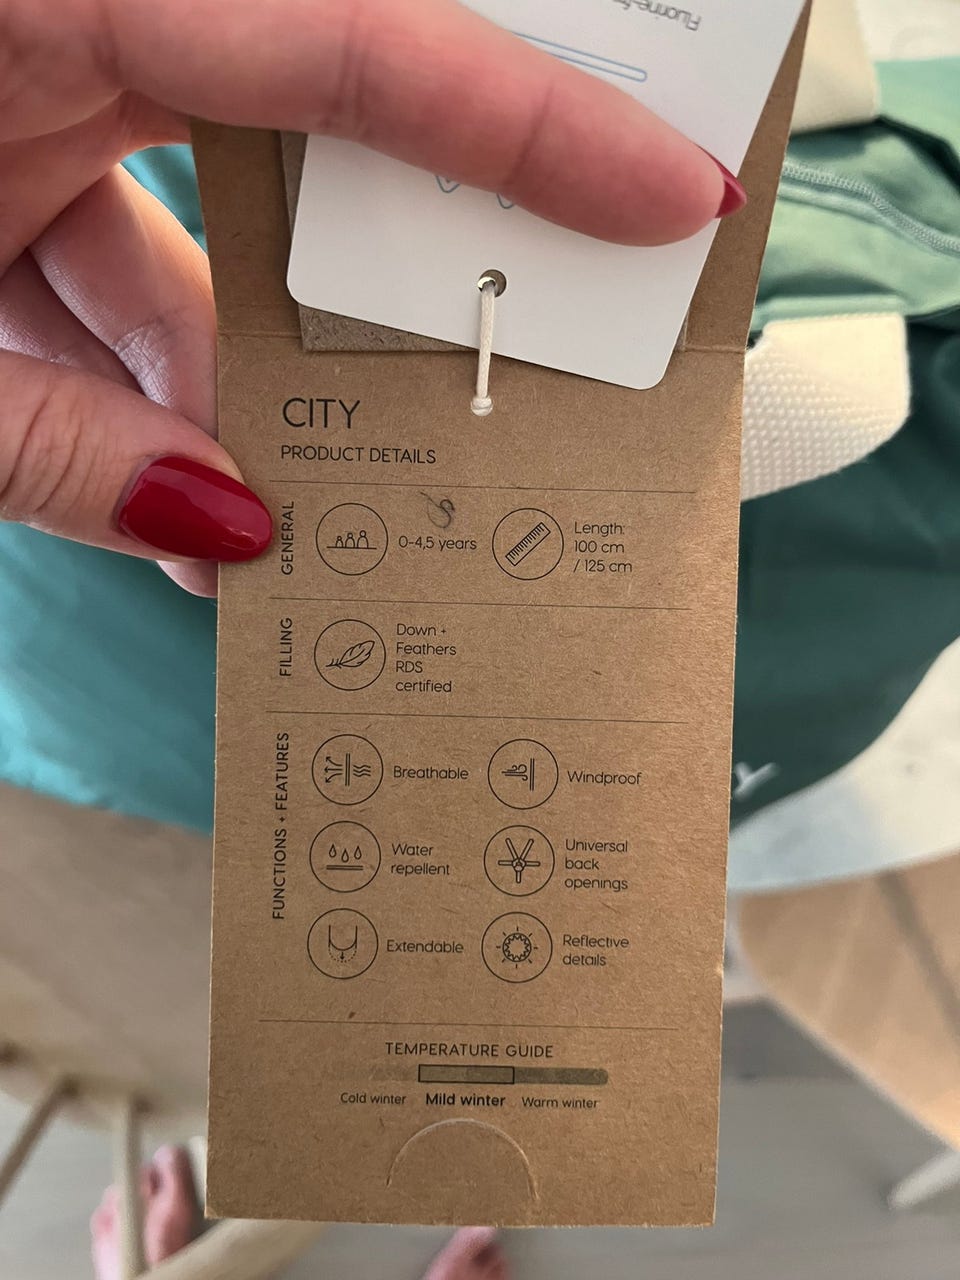 CITY
PRODUCT DETAILS
GENERAL
0-4,5 years
Length:
100 cm
/ 125 cm
FILLING
Down +
Feathers
RDS
certified
FUNCTIONS + FEATURES
Breathable
Windproof
Water
repellent
Universal
back
openings
Extendable
Reflective
details
TEMPERATURE GUIDE
Cold winter
Mild winter
Warm winter